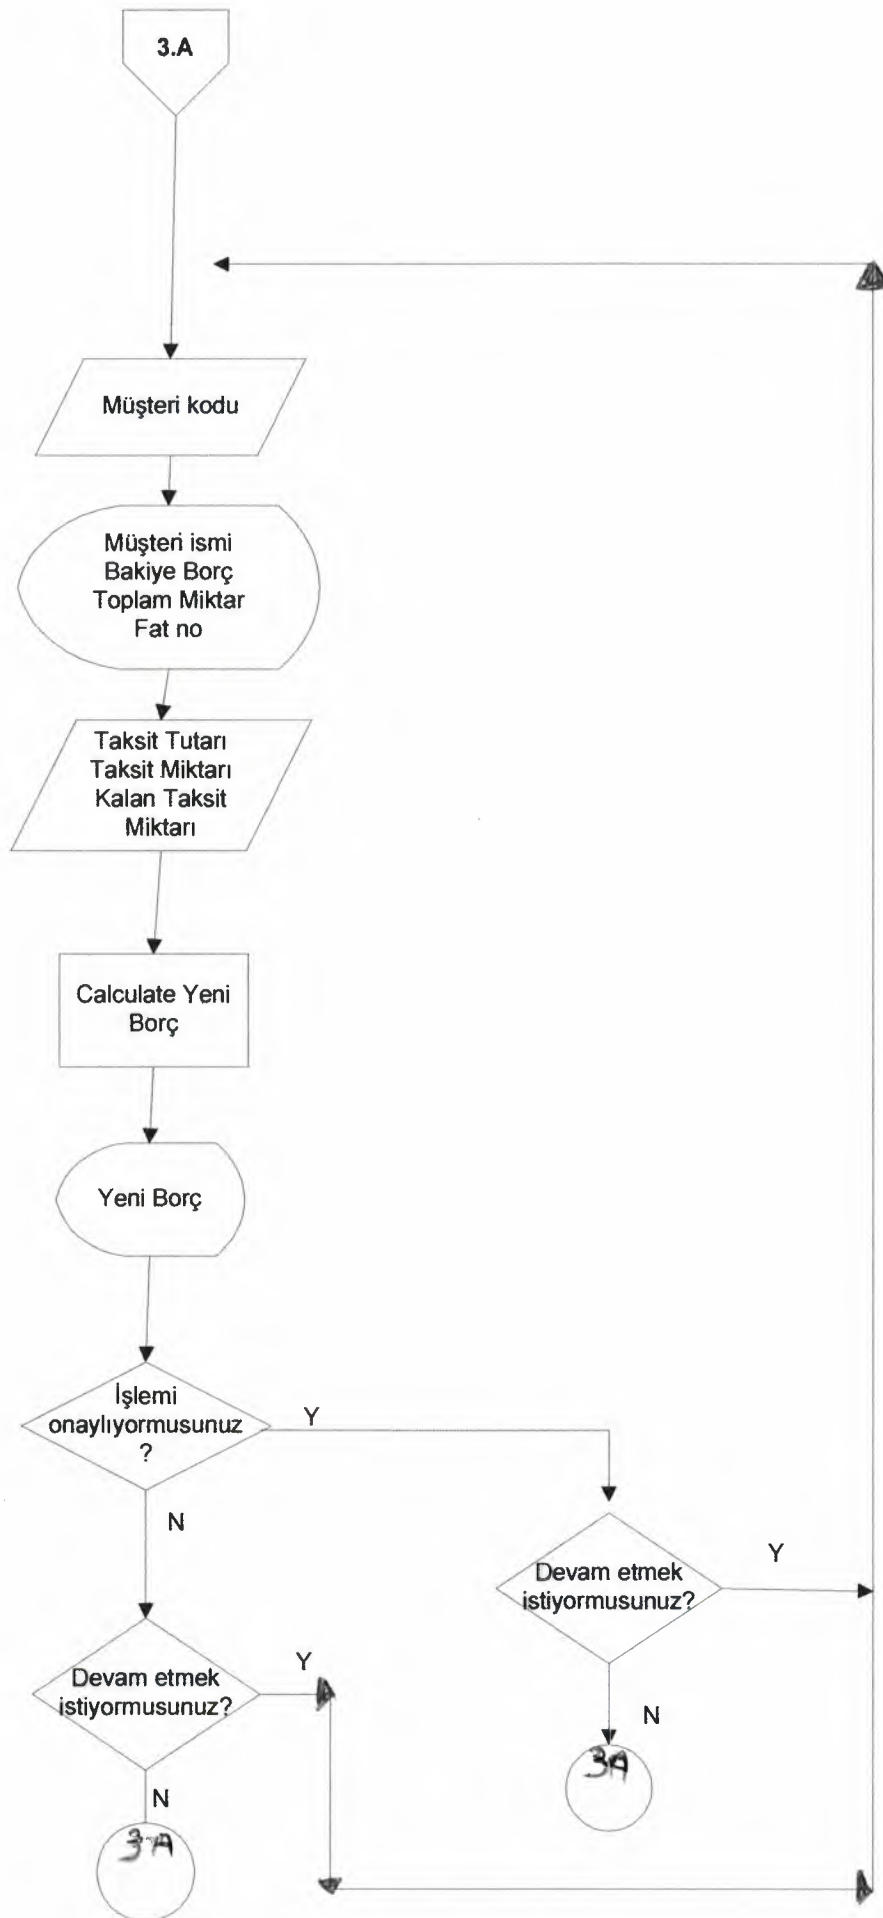 3.A
Müşteri kodu
Müşteri ismi
Bakiye Borç
Toplam Miktar
Fat no
Taksit Tutarı
Taksit Miktarı
Kalan Taksit
Miktarı
Calculate Yeni
Borç
Yeni Borç
İşlemi
onaylıyormusunuz
?
Y
N
Devam etmek
istiyormusunuz?
Y
N
3A
Devam etmek
istiyormusunuz?
Y
N
3A